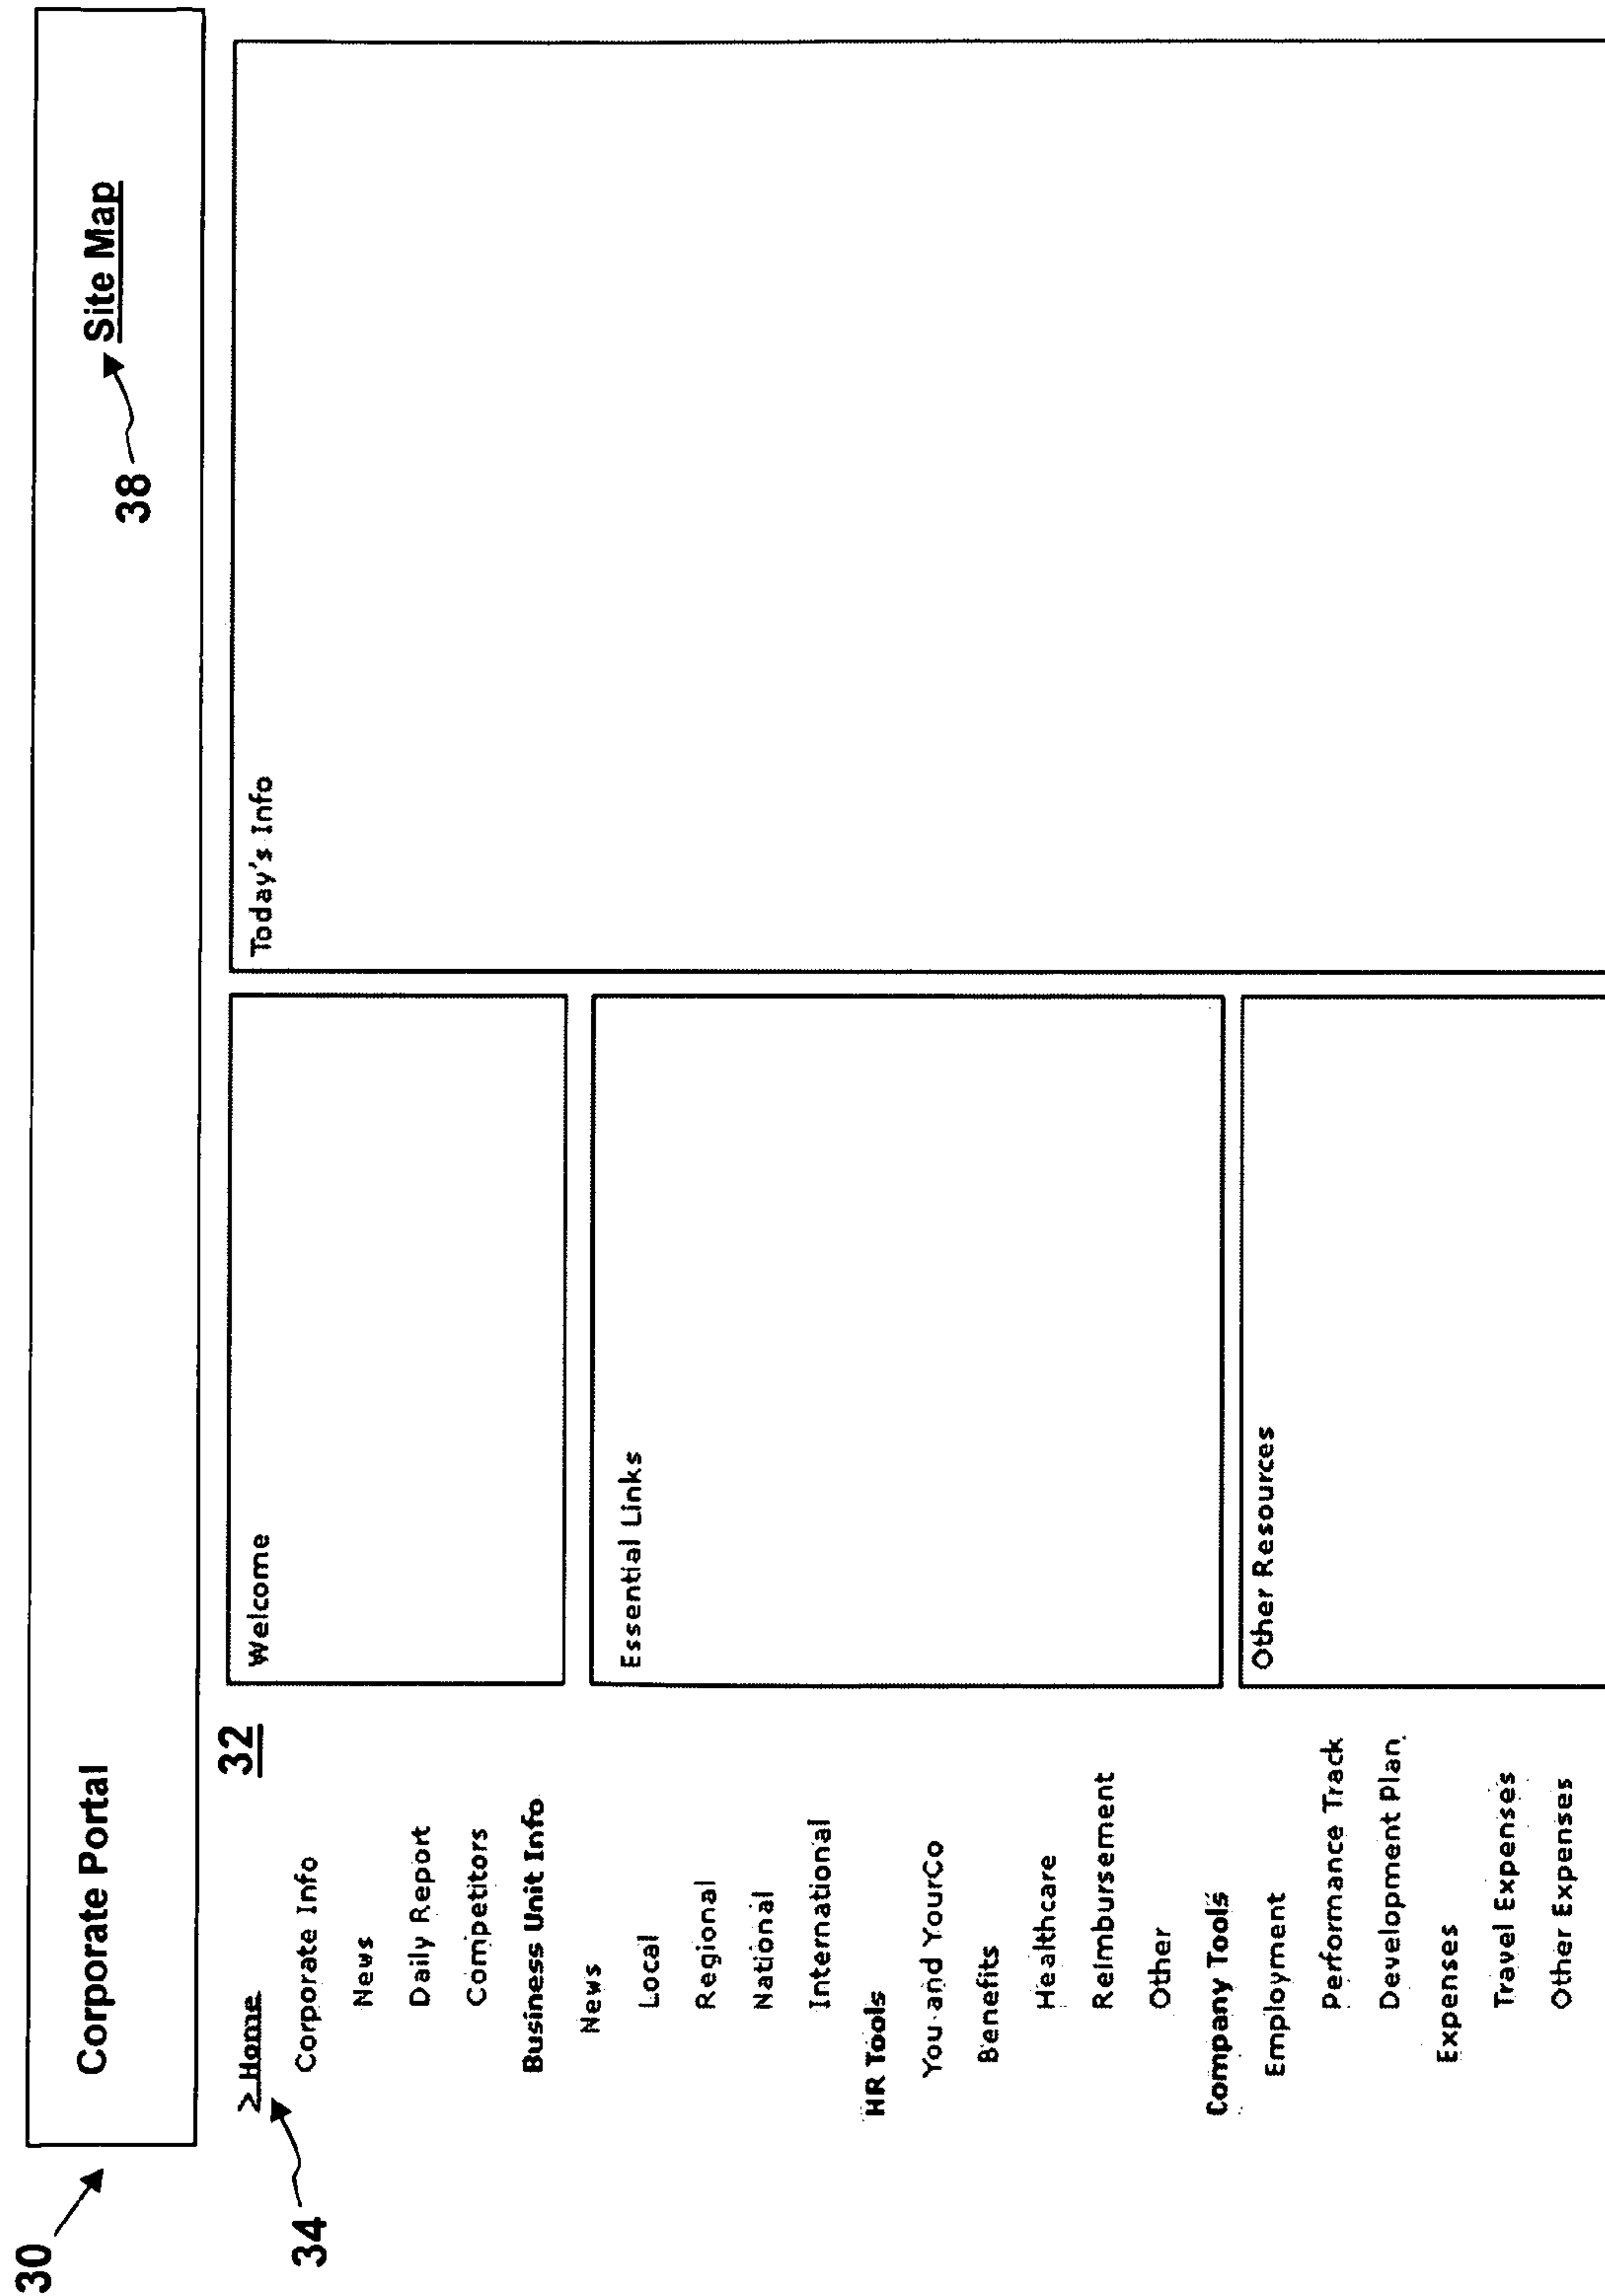 30
Corporate Portal
38
Site Map
34
> Home
32
Corporate Info
News
Daily Report
Competitors
Business Unit Info
News
Local
Regional
National
International
HR Tools
You and YourCo
Benefits
Healthcare
Reimbursement
Other
Company Tools
Employment
Performance Track
Development Plan
Expenses
Travel Expenses
Other Expenses
Welcome
Essential Links
Other Resources
Today's Info